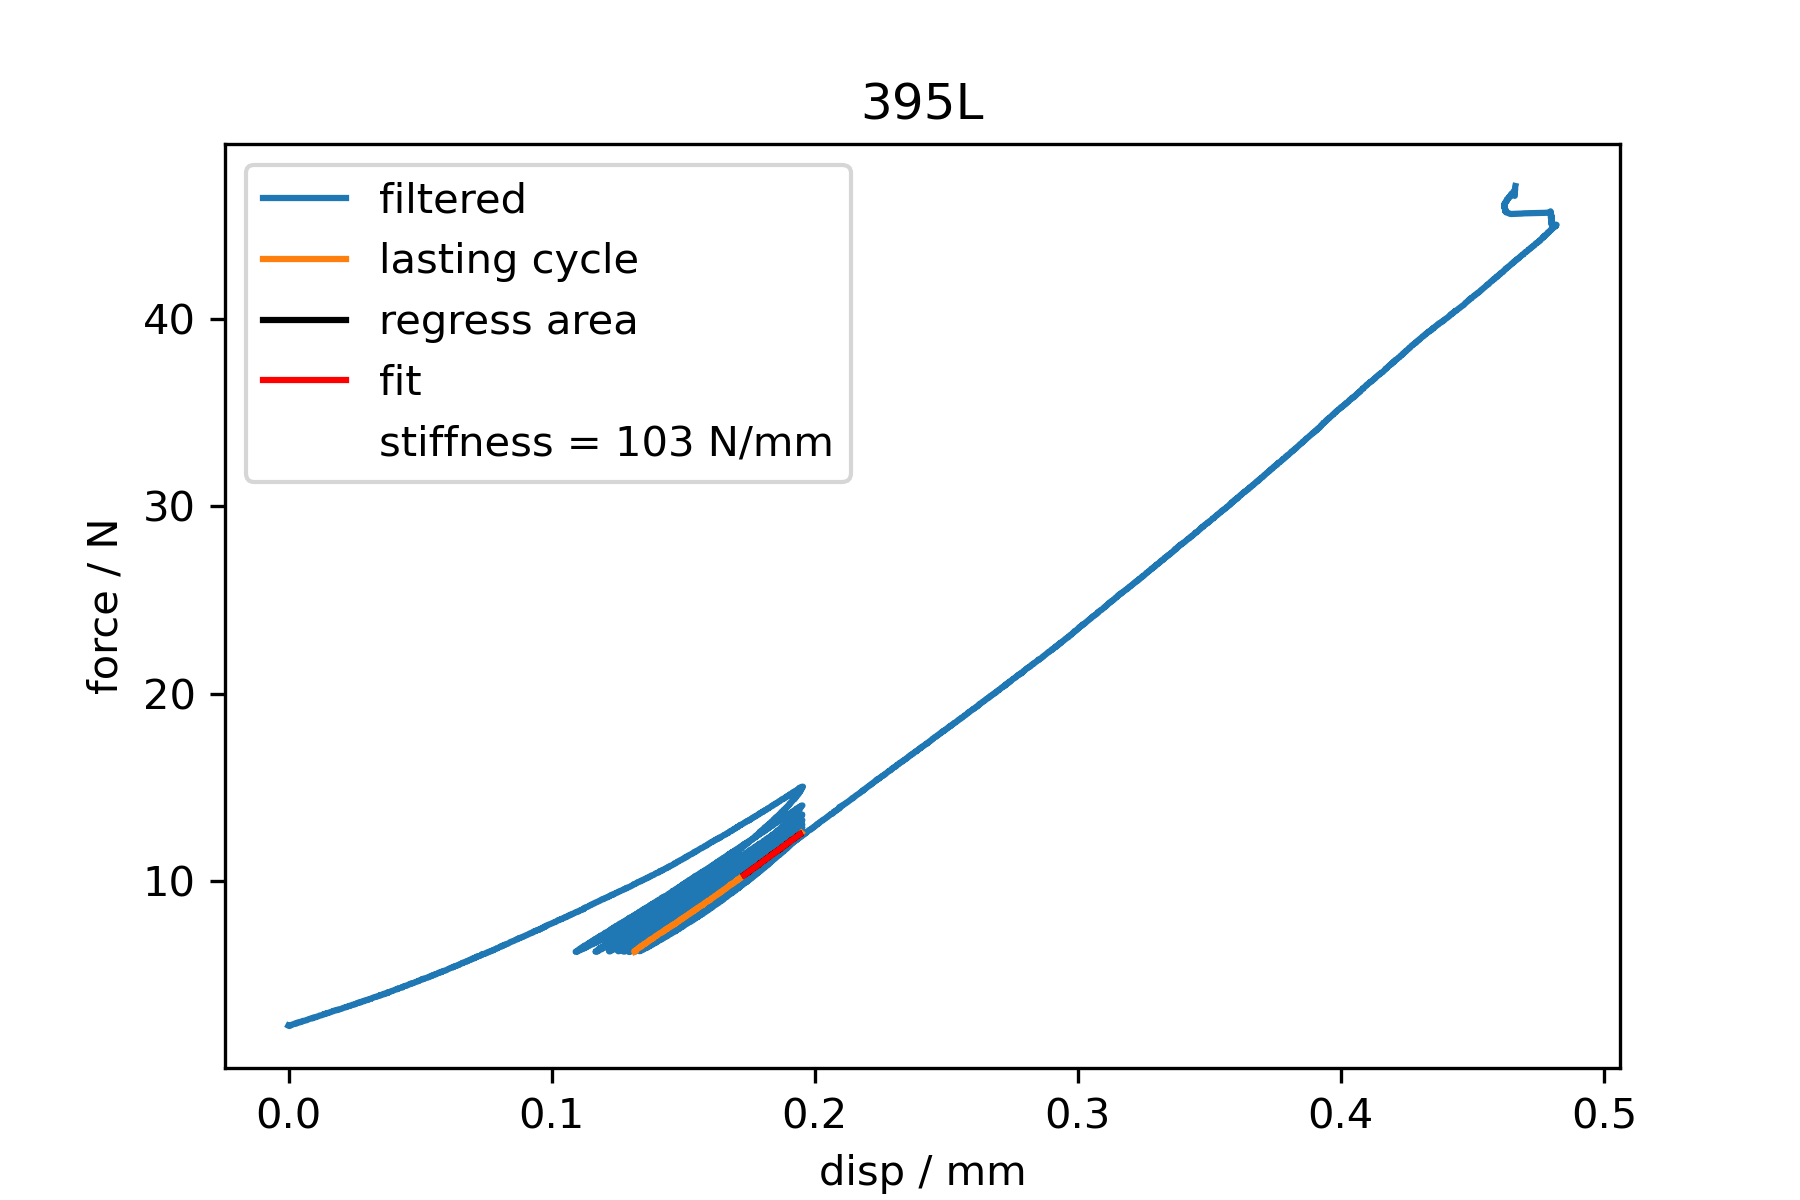 395L
filtered
lasting cycle
regress area
fit
stiffness = 103 N/mm
force / N
40
30
20
10
0.0 0.1 0.2 0.3 0.4 0.5
disp / mm